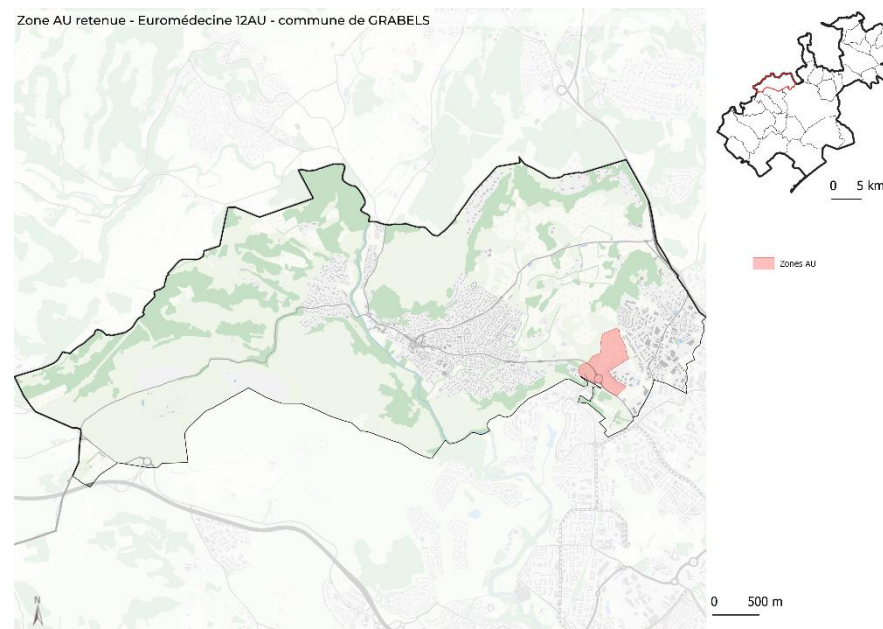 Zone AU retenue - Euromédecine 12AU - commune de GRABELS
0 5 km
Zones AU
N
0 500 m